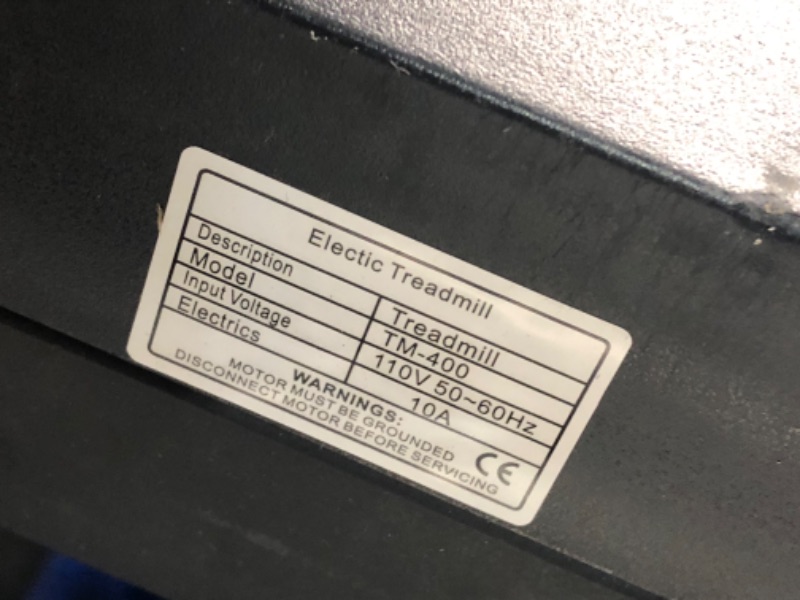 Electic Treadmill
Description Treadmill
Model TM-400
Input Voltage 110V 50~60Hz
Electrics 10A
WARNINGS:
MOTOR MUST BE GROUNDED
DISCONNECT MOTOR BEFORE SERVICING
CE